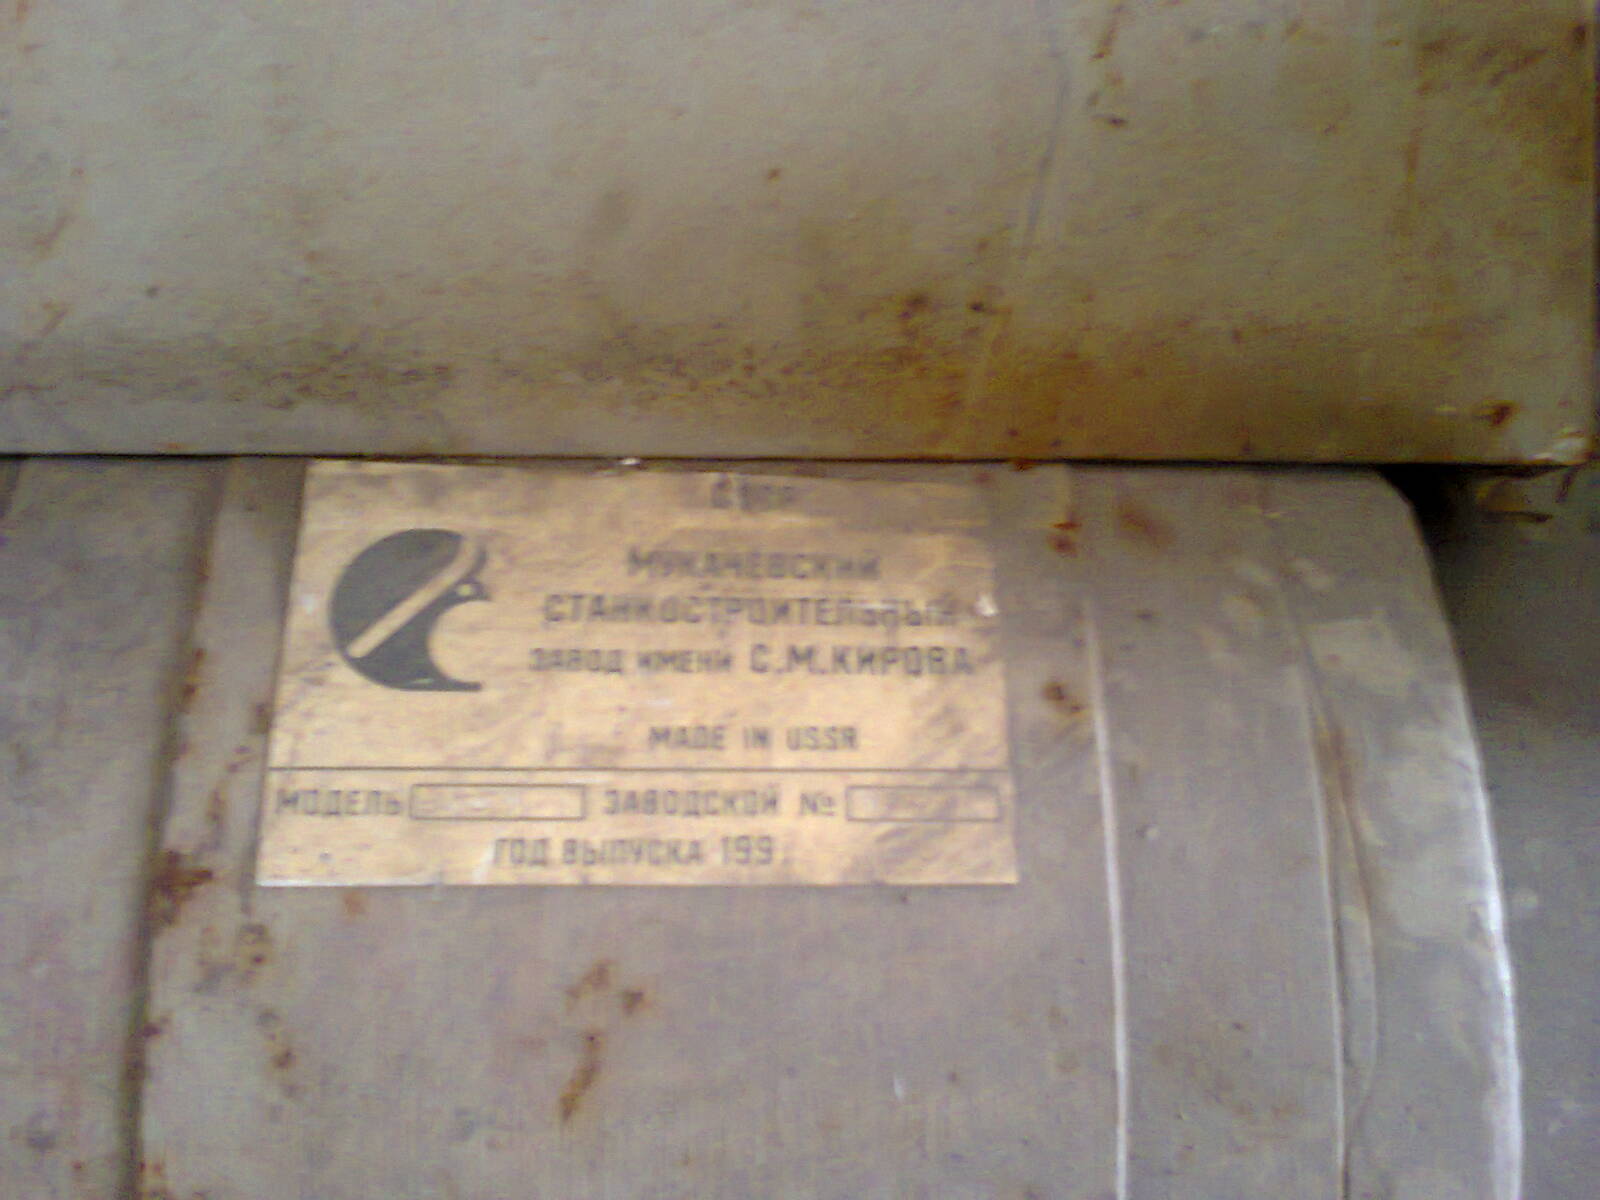 СССР
МУКАЧЕВСКИЙ
СТАНКОСТРОИТЕЛЬНЫЙ
ЗАВОД ИМЕНИ С.М.КИРОВА
MADE IN USSR
МОДЕЛЬ ЗАВОДСКОЙ №
ГОД ВЫПУСКА 199